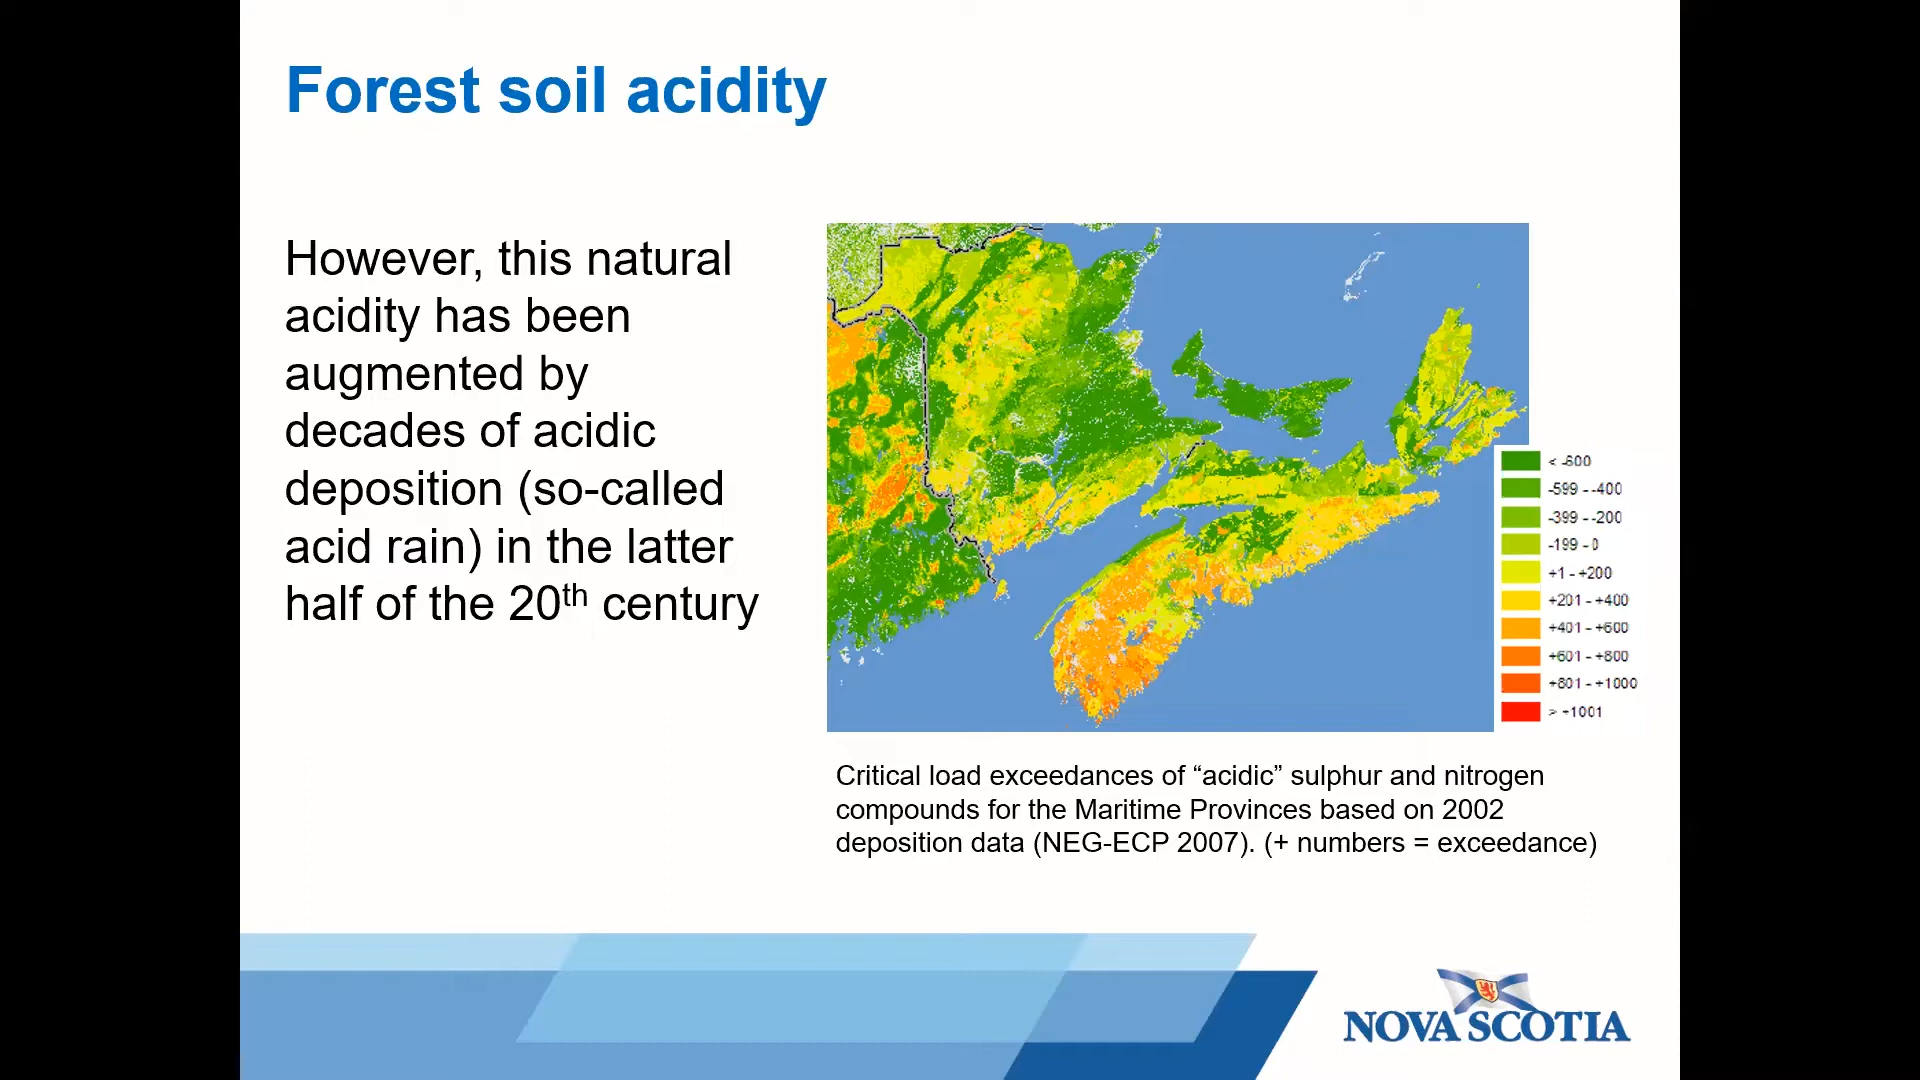 Forest soil acidity
However, this natural
acidity has been
augmented by
decades of acidic
deposition (so-called
acid rain) in the latter
half of the 20th century
< -600
-599 - -400
-399 - -200
-199 - 0
+1 - +200
+201 - +400
+401 - +600
+601 - +800
+801 - +1000
> +1001
Critical load exceedances of “acidic” sulphur and nitrogen
compounds for the Maritime Provinces based on 2002
deposition data (NEG-ECP 2007). (+ numbers = exceedance)
NOVA SCOTIA